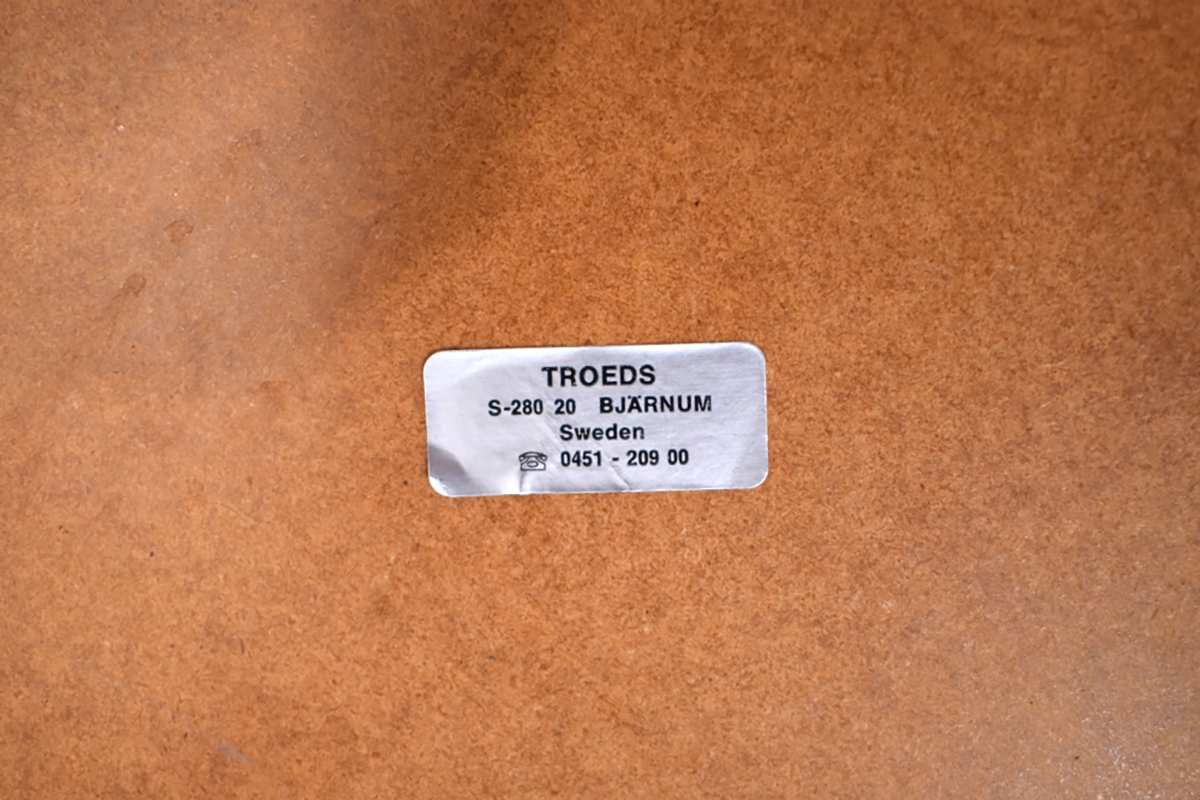 TROEDS
S-280 20 BJÄRNUM
Sweden
☎ 0451 - 209 00